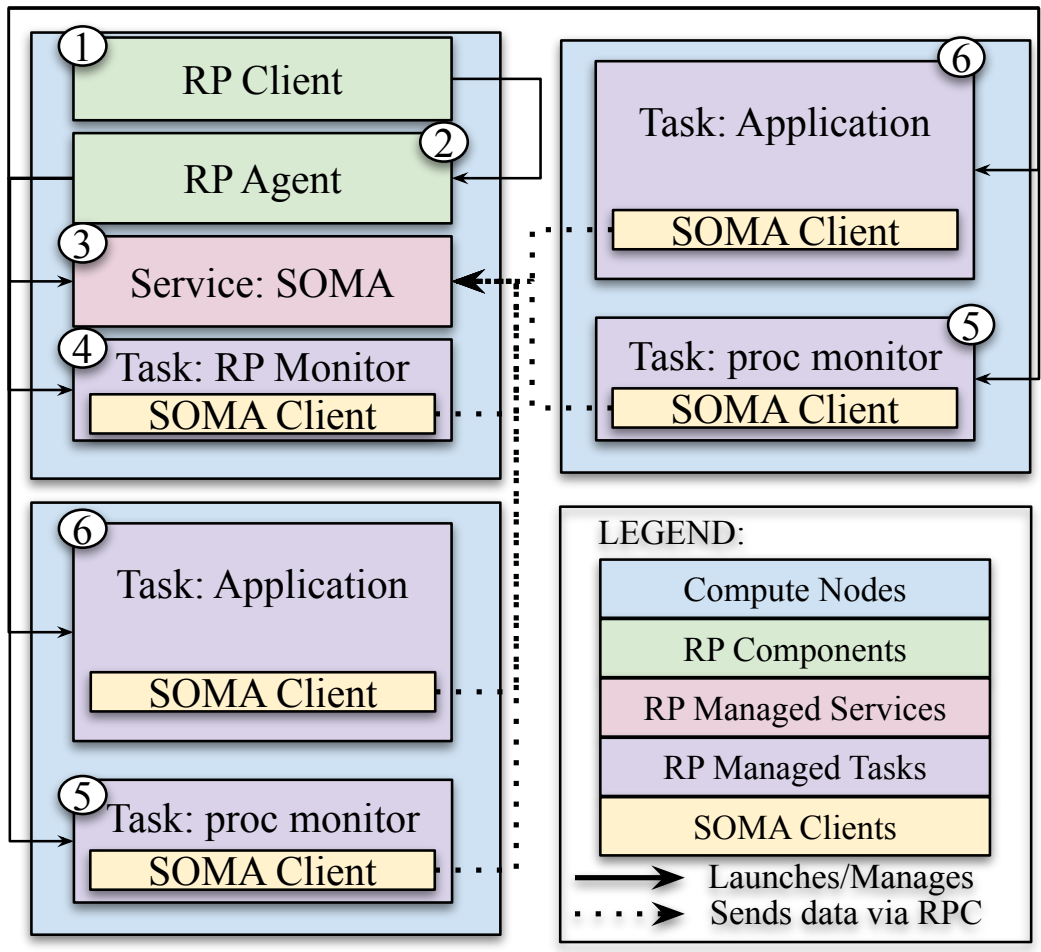 1
RP Client
2
RP Agent
3
Service: SOMA
4
Task: RP Monitor
SOMA Client
6
Task: Application
SOMA Client
5
Task: proc monitor
SOMA Client
6
Task: Application
SOMA Client
5
Task: proc monitor
SOMA Client
LEGEND:
Compute Nodes
RP Components
RP Managed Services
RP Managed Tasks
SOMA Clients
Launches/Manages
Sends data via RPC